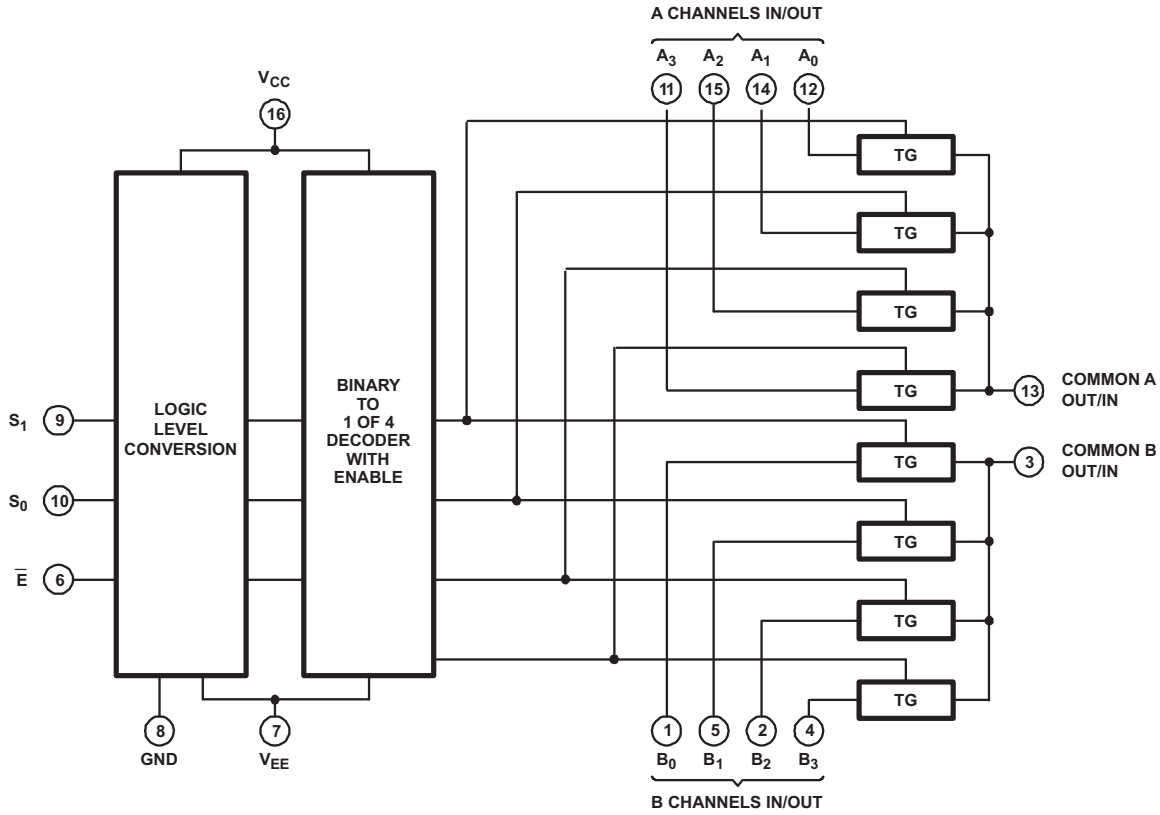 A CHANNELS IN/OUT
A3 A2 A1 A0
11 15 14 12
VCC
16
TG
TG
TG
TG
13 COMMON A
OUT/IN
LOGIC
LEVEL
CONVERSION
BINARY
TO
1 OF 4
DECODER
WITH
ENABLE
S1 9
S0 10
E̅ 6
TG
3 COMMON B
OUT/IN
TG
TG
TG
8
GND
7
VEE
1 5 2 4
B0 B1 B2 B3
B CHANNELS IN/OUT